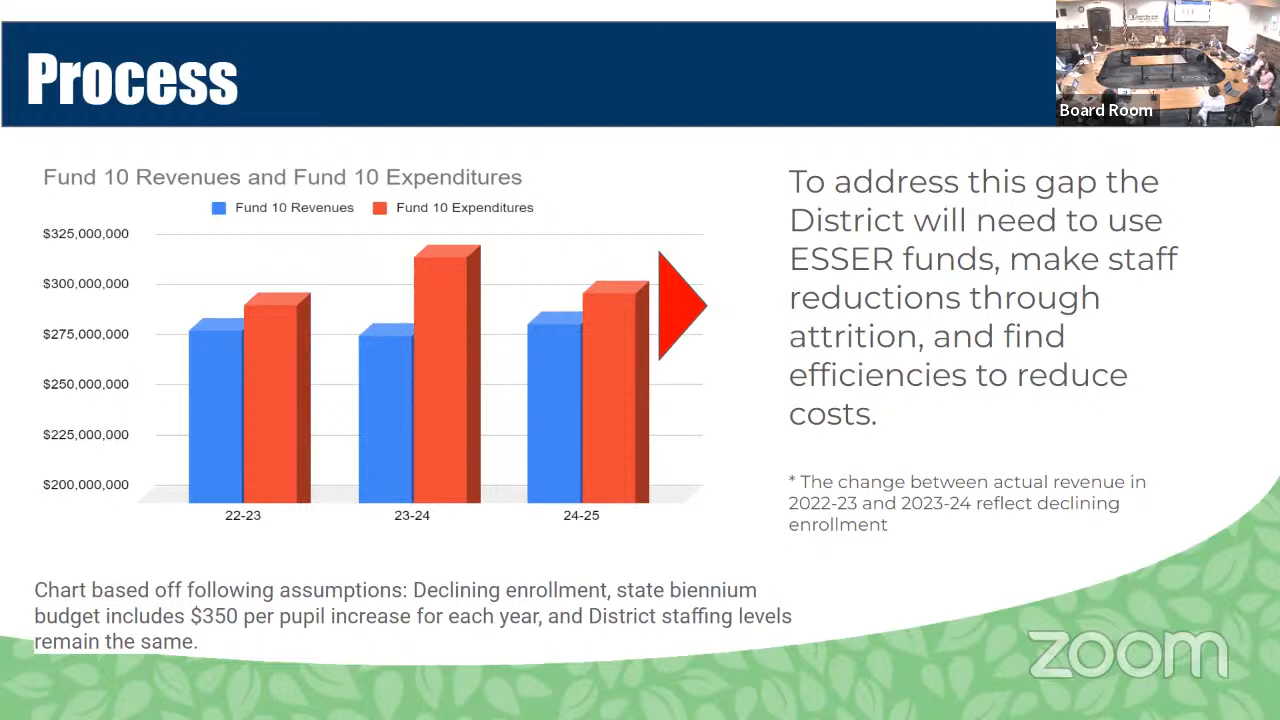 Process
Board Room
Fund 10 Revenues and Fund 10 Expenditures
Fund 10 Revenues
Fund 10 Expenditures
$325,000,000
$300,000,000
$275,000,000
$250,000,000
$225,000,000
$200,000,000
22-23
23-24
24-25
To address this gap the
District will need to use
ESSER funds, make staff
reductions through
attrition, and find
efficiencies to reduce
costs.
* The change between actual revenue in
2022-23 and 2023-24 reflect declining
enrollment
Chart based off following assumptions: Declining enrollment, state biennium
budget includes $350 per pupil increase for each year, and District staffing levels
remain the same.
zoom